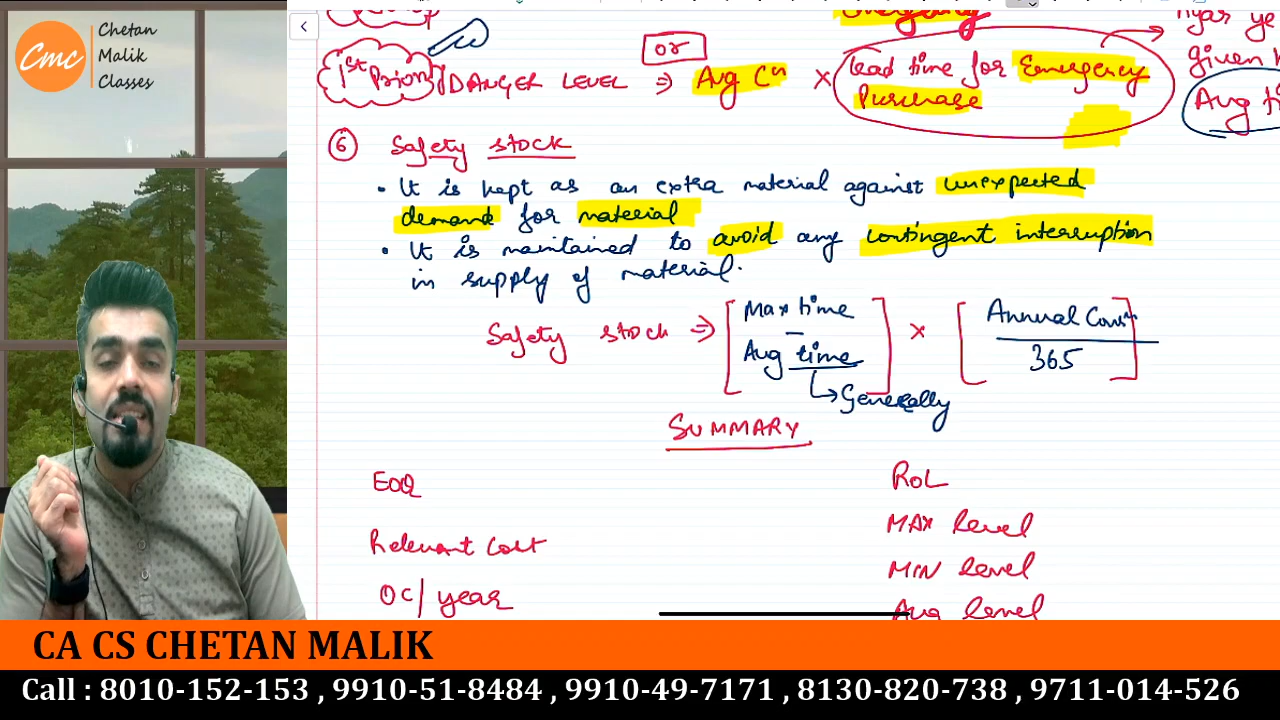 Cmc
Chetan
Malik
Classes
Emergency
or
1st Priority DANGER LEVEL ⇒ Avg Cn × Lead time for Emergency
Purchase
given
Avg
6 Safety stock
• It is kept as an extra material against unexpected
demand for material
• It is maintained to avoid any contingent interruption
in supply of material.
Safety stock ⇒ [Max time – Avg time] × [Annual Consn / 365]
↳ Generally
SUMMARY
EOQ
ROL
Relevant Cost
MAX level
MIN level
OC/year
Avg level
CA CS CHETAN MALIK
Call : 8010-152-153 , 9910-51-8484 , 9910-49-7171 , 8130-820-738 , 9711-014-526